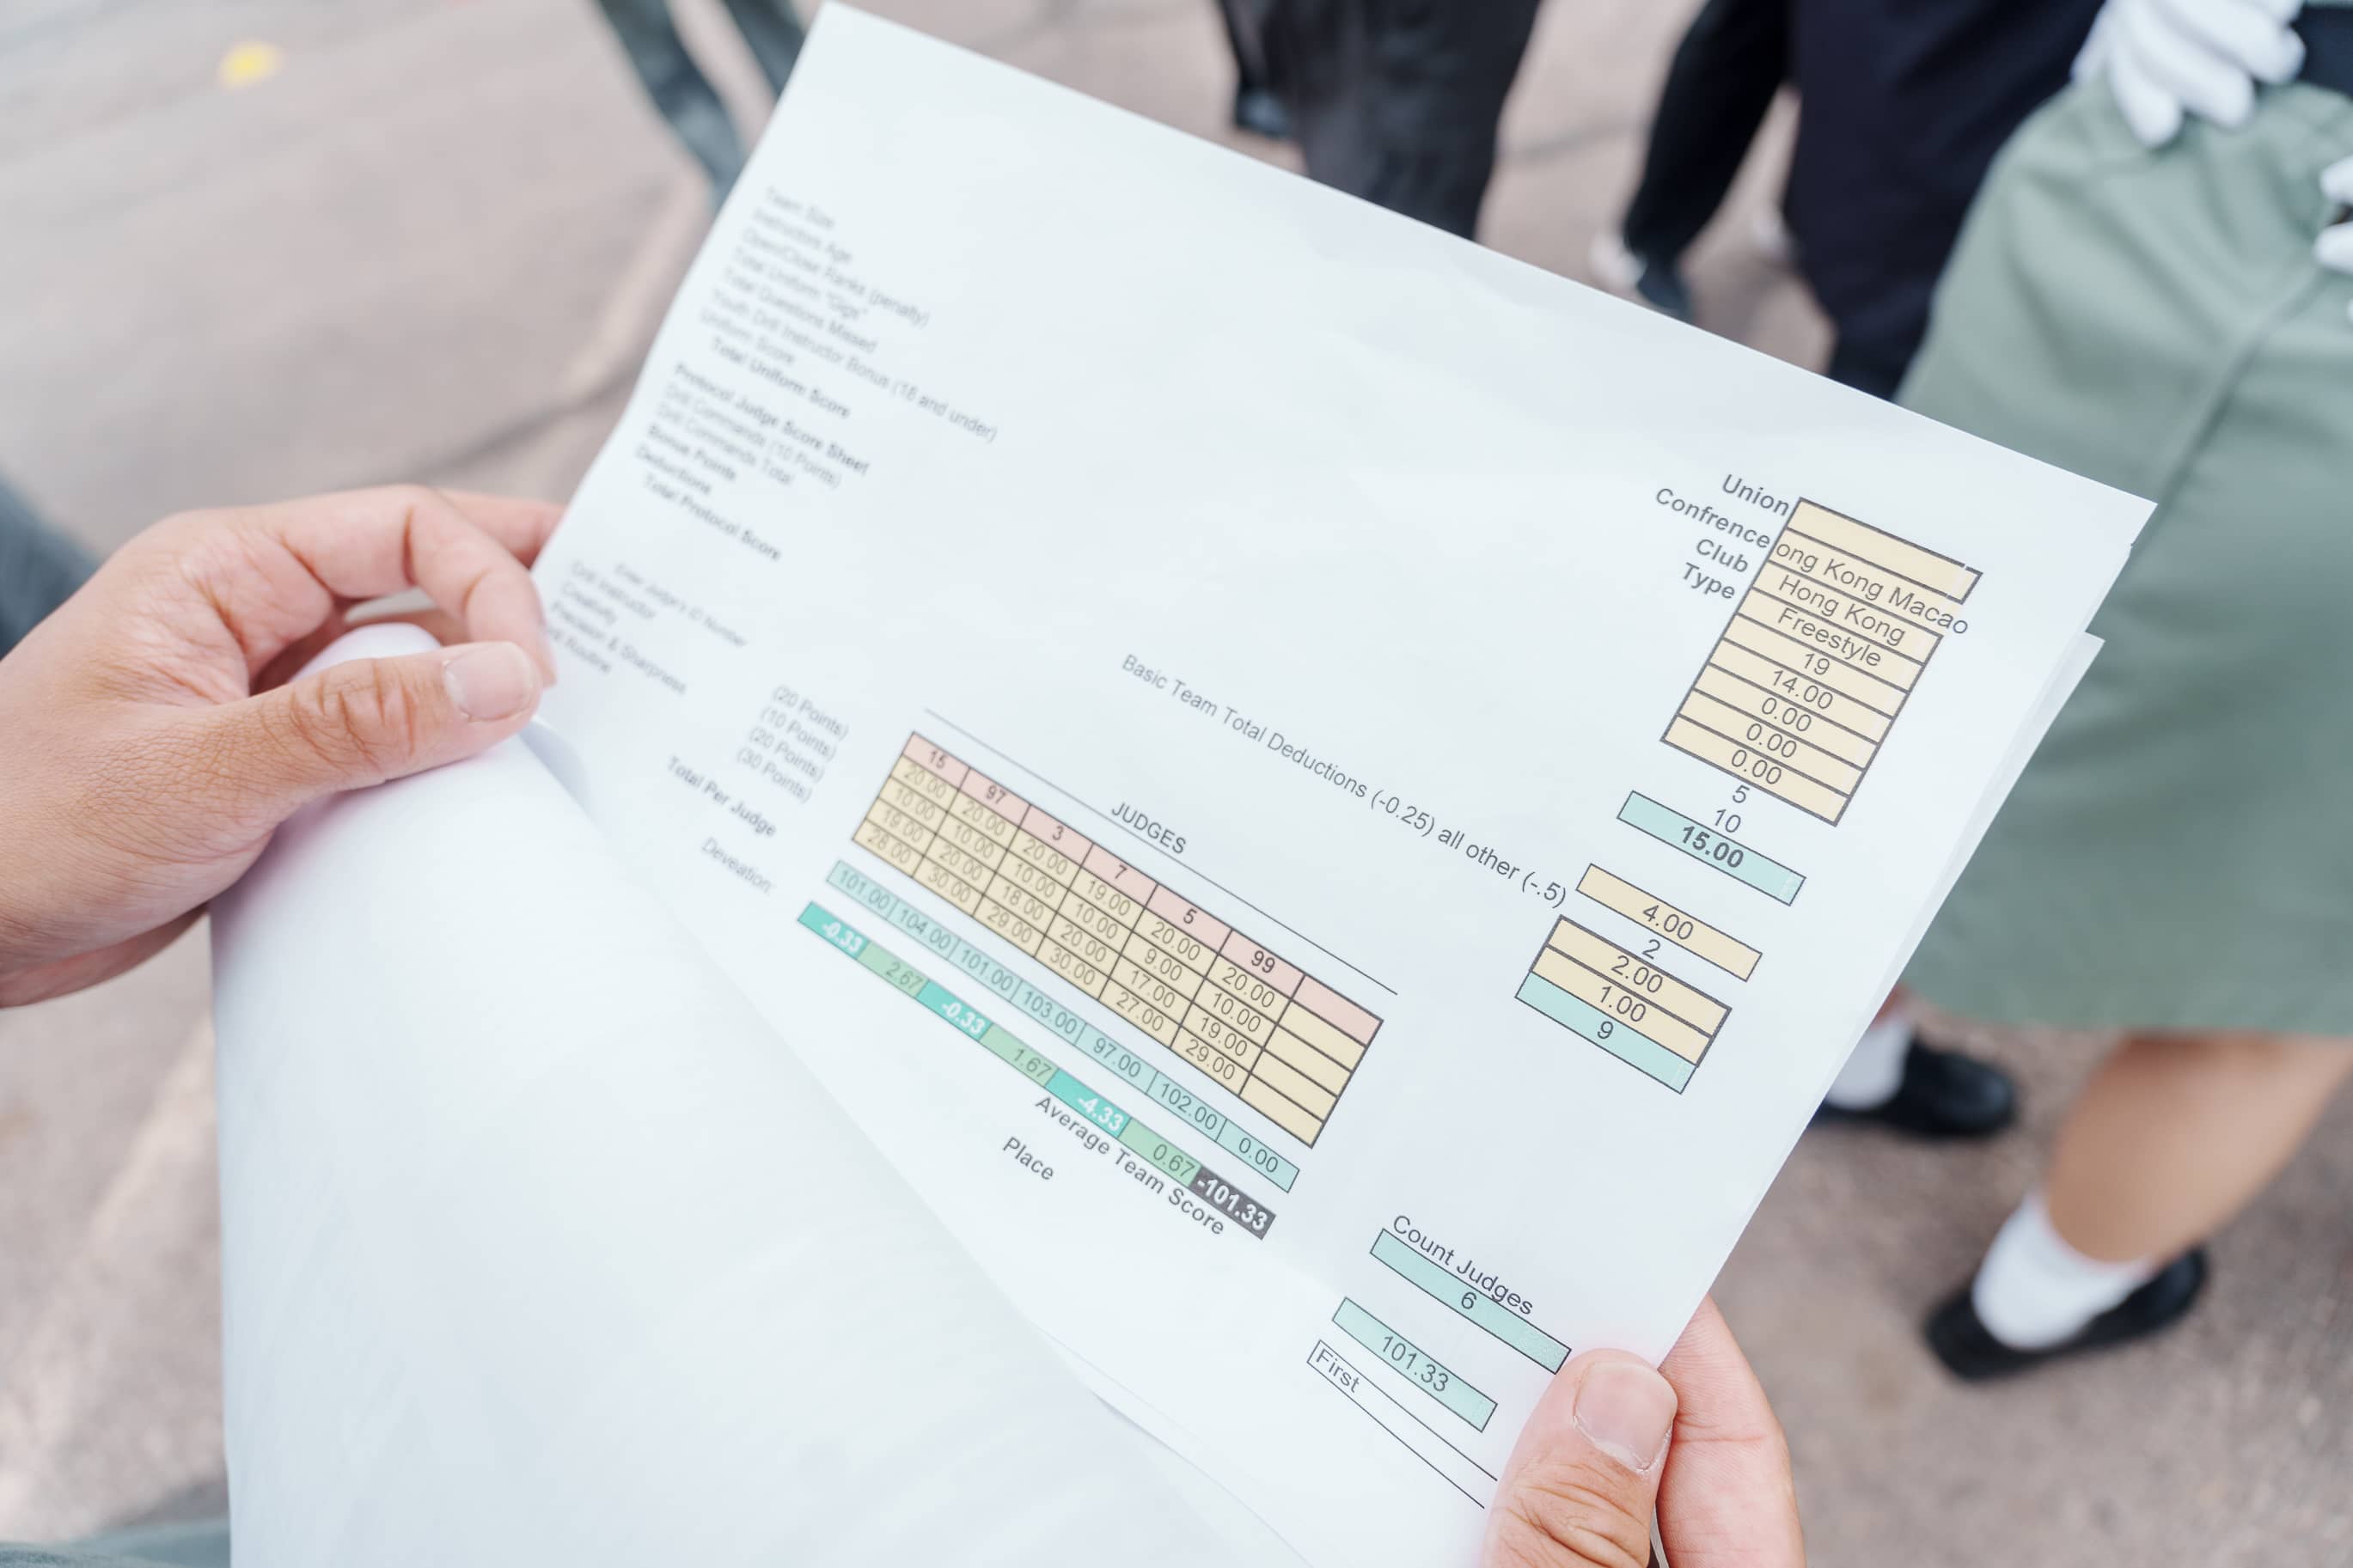 Union
Confrence ong Kong Macao
Club Hong Kong
Type Freestyle
Team Size 19
Instructors Age 14.00
Open/Close Ranks (penalty) 0.00
Total Uniform "Gigs" 0.00
Total Questions Missed 0.00
Youth Drill Instructor Bonus (16 and under) 5
Uniform Score 10
Total Uniform Score 15.00
Protocol Judge Score Sheet
Drill Commands (10 Points) 4.00
Drill Commands Total 2
Bonus Points 2.00
Deductions Basic Team Total Deductions (-0.25) all other (-.5) 1.00
Total Protocol Score 9
JUDGES
Enter Judge's ID Number 15 97 3 7 5 99
Drill Instructor (20 Points) 20.00 20.00 20.00 19.00 20.00 20.00
Creativity (10 Points) 10.00 10.00 10.00 10.00 9.00 10.00
Precision & Sharpness (20 Points) 19.00 20.00 18.00 20.00 17.00 19.00
Routine (30 Points) 28.00 30.00 29.00 30.00 27.00 29.00
Total Per Judge 101.00 104.00 101.00 103.00 97.00 102.00 0.00
Deveation: -0.33 2.67 -0.33 1.67 -4.33 0.67 -101.33
Count Judges
6
Average Team Score 101.33
Place First